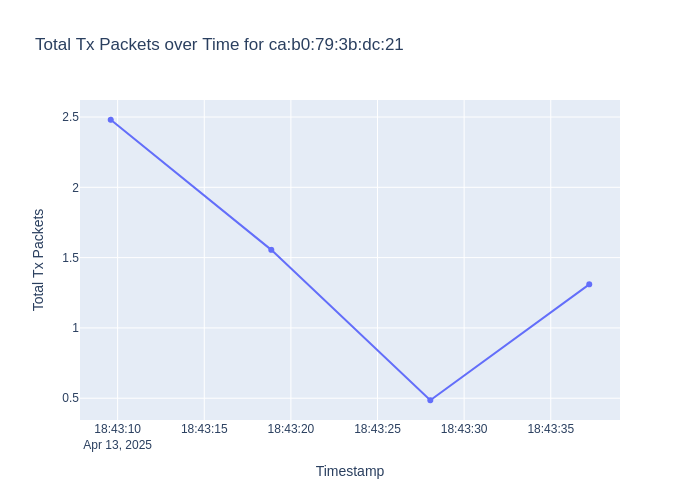 Total Tx Packets over Time for ca:b0:79:3b:dc:21
Total Tx Packets
2.5
2
1.5
1
0.5
18:43:10 18:43:15 18:43:20 18:43:25 18:43:30 18:43:35
Apr 13, 2025
Timestamp